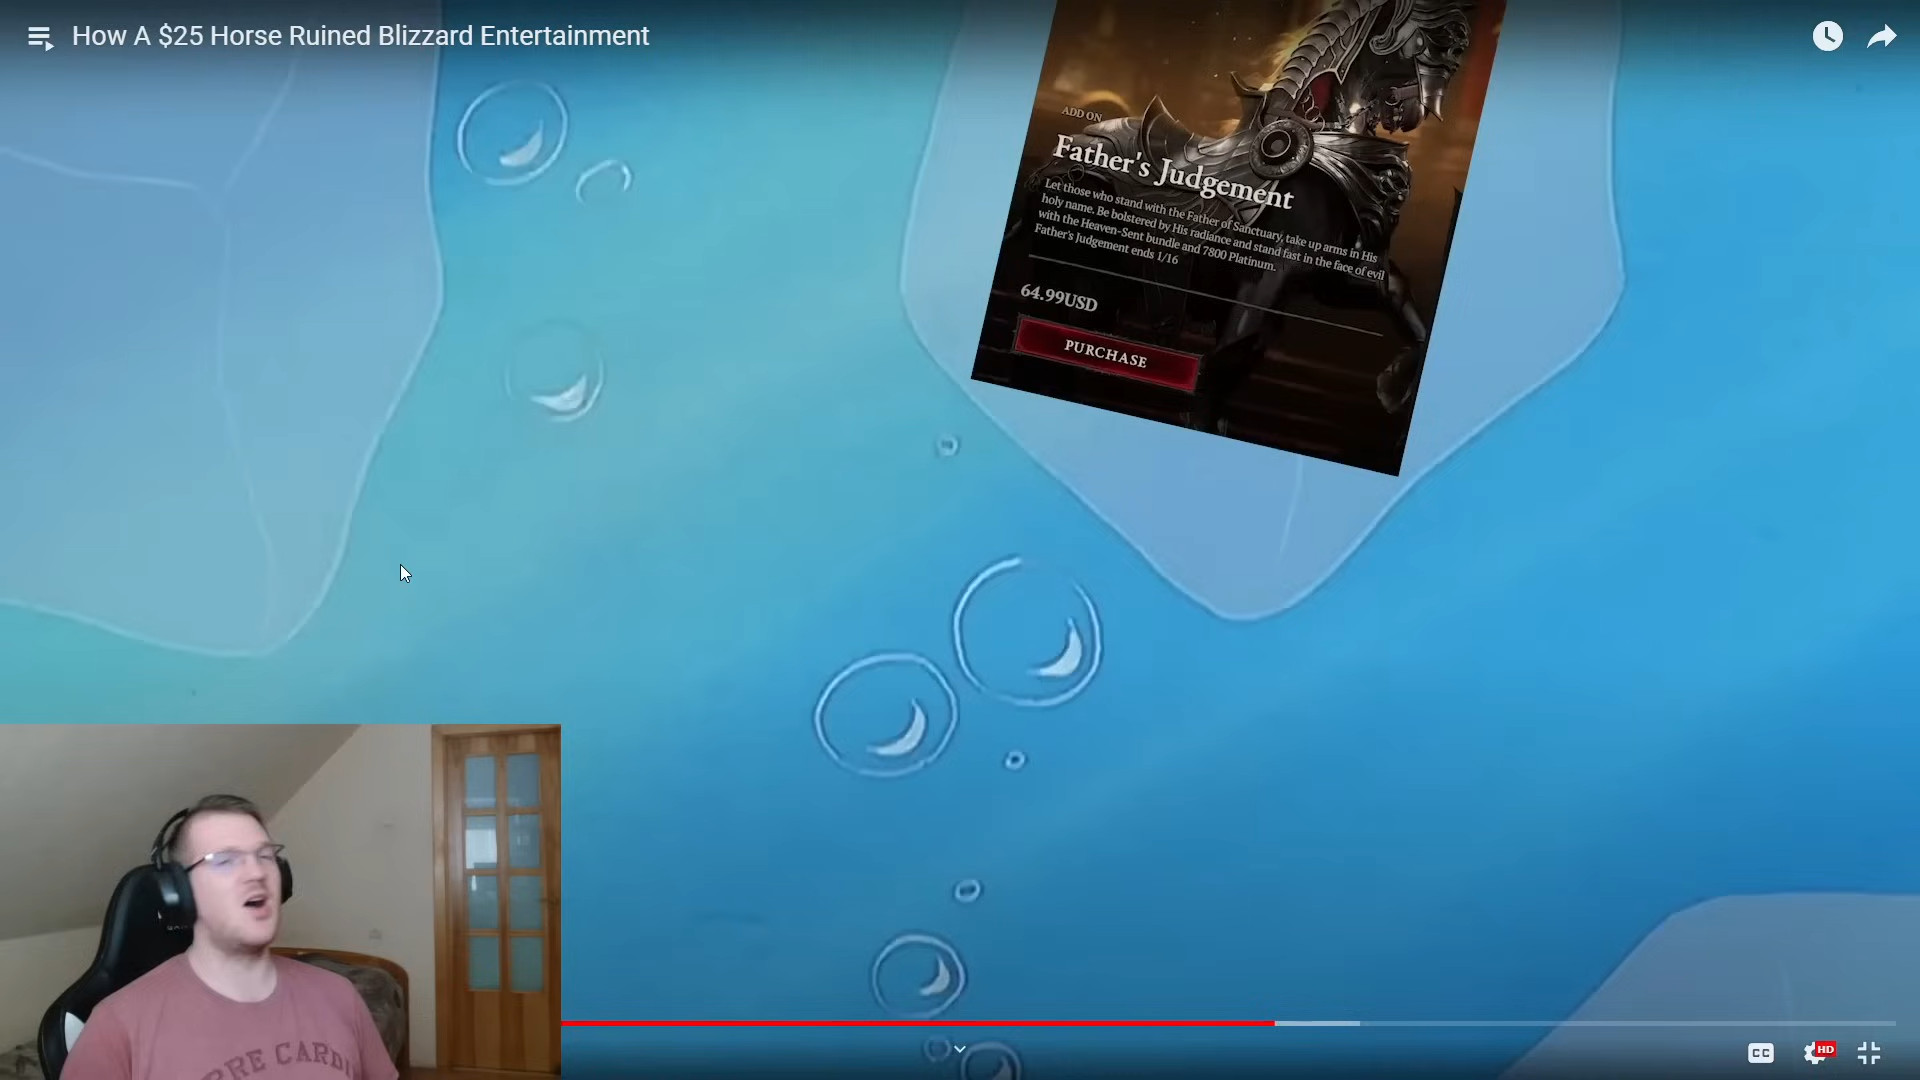 How A $25 Horse Ruined Blizzard Entertainment
ADD ON
Father's Judgement
Let those who stand with the Father of Sanctuary, take up arms in His
holy name. Be bolstered by His radiance and stand fast in the face of evil
with the Heaven-Sent bundle and 7800 Platinum.
Father's Judgement ends 1/16
64.99USD
PURCHASE
CC
HD